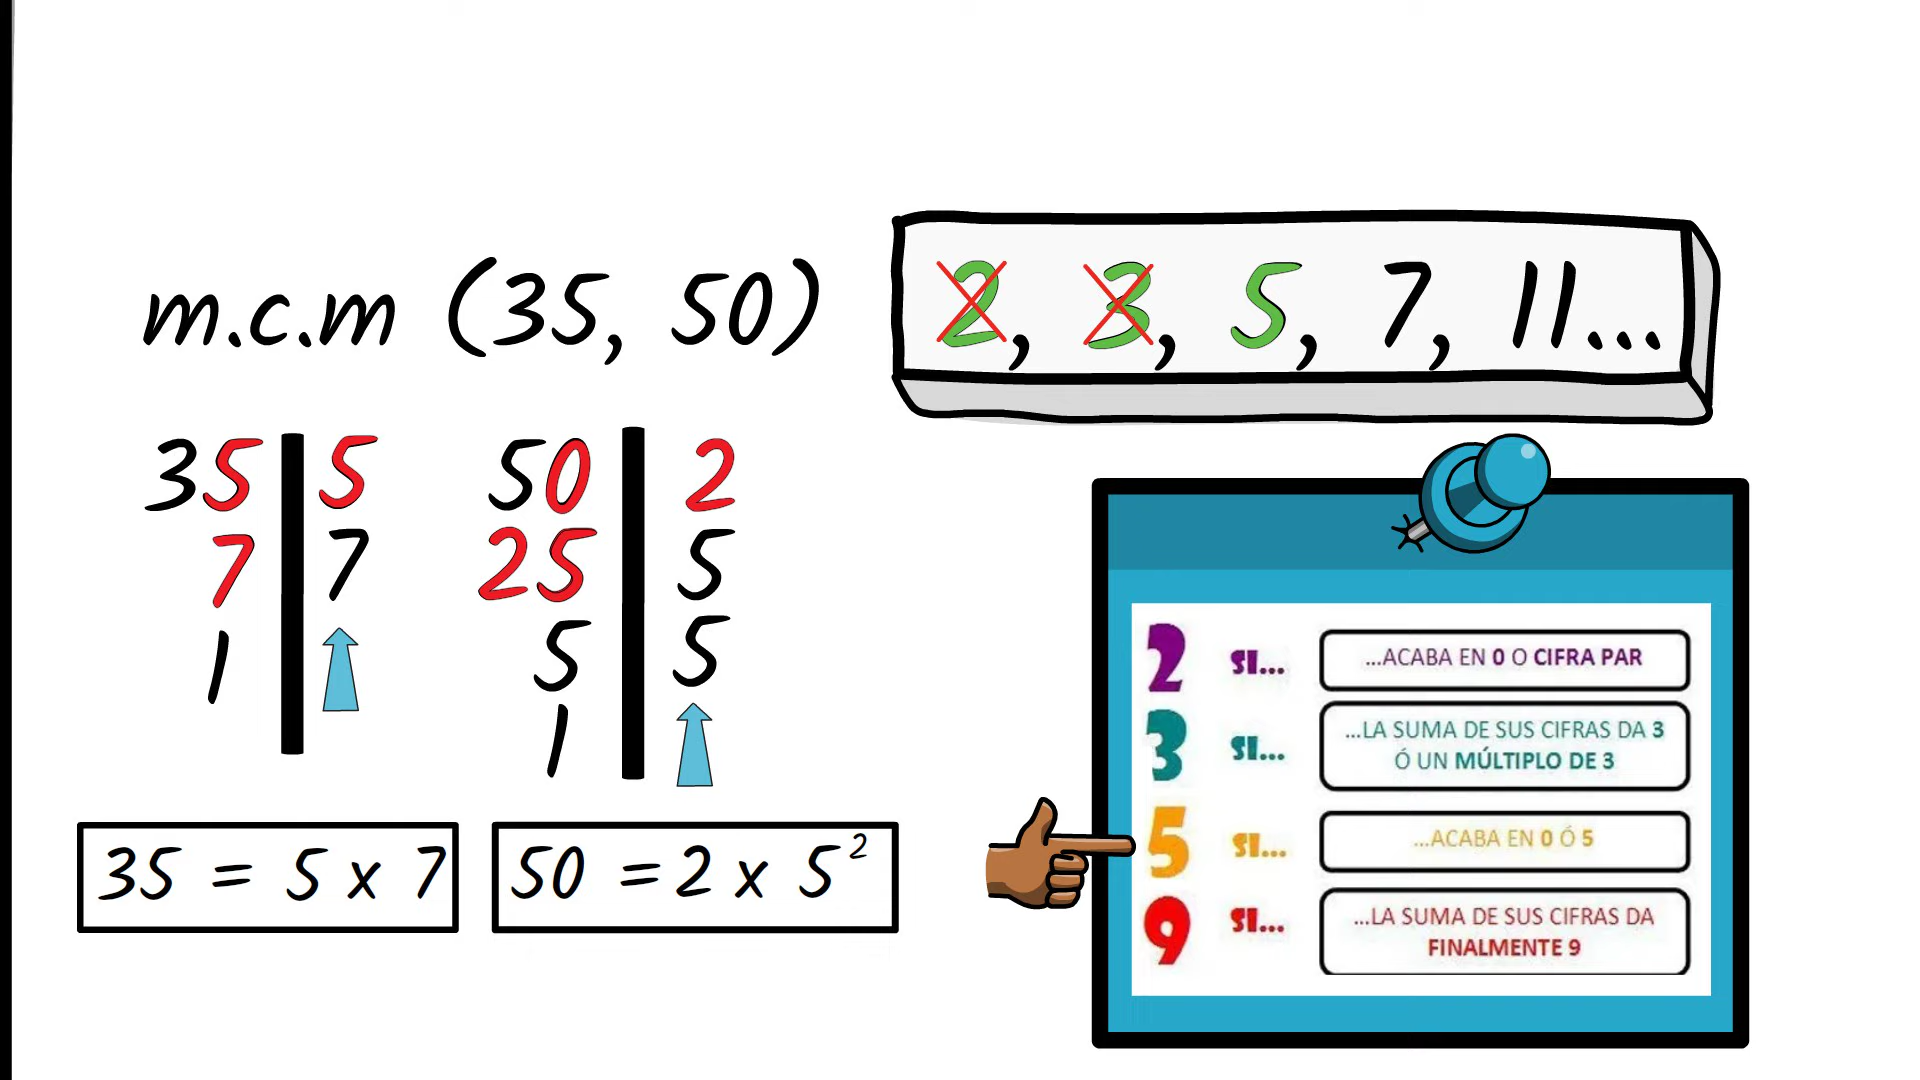 m.c.m (35, 50)
2, 3, 5, 7, 11...
35 5
7 7
1
50 2
25 5
5 5
1
35 = 5 x 7
50 = 2 x 5²
2 SI... ...ACABA EN 0 O CIFRA PAR
3 SI... ...LA SUMA DE SUS CIFRAS DA 3
Ó UN MÚLTIPLO DE 3
5 SI... ...ACABA EN 0 Ó 5
9 SI... ...LA SUMA DE SUS CIFRAS DA
FINALMENTE 9